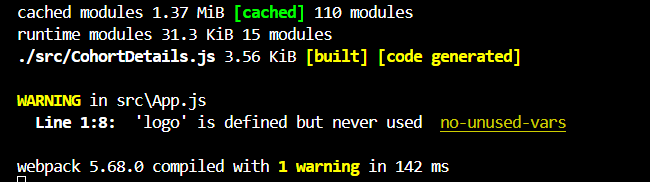 cached modules 1.37 MiB [cached] 110 modules
runtime modules 31.3 KiB 15 modules
./src/CohortDetails.js 3.56 KiB [built] [code generated]
WARNING in src\App.js
Line 1:8:  'logo' is defined but never used  no-unused-vars
webpack 5.68.0 compiled with 1 warning in 142 ms